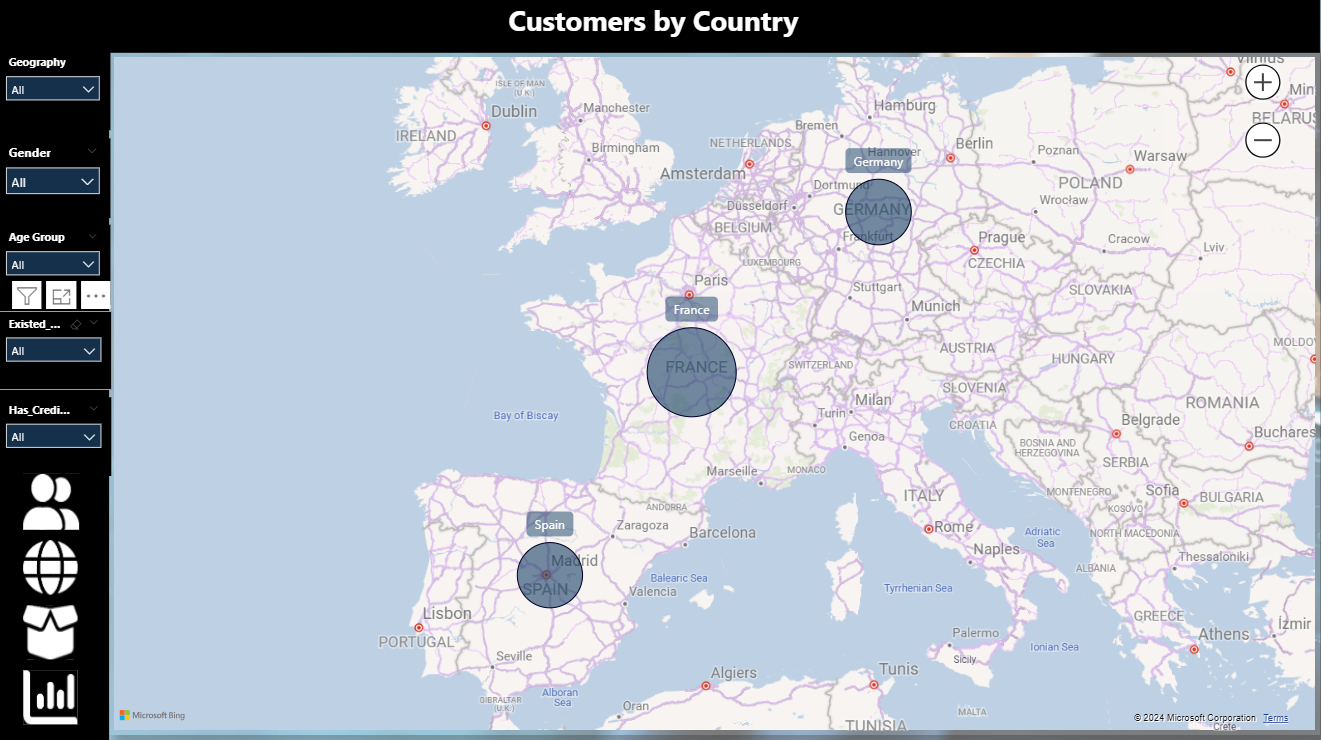 Customers by Country
Geography
All
Gender
All
Age Group
All
Existed_...
All
Has_Credi...
All
ISLE OF MAN
(U.K.)
Dublin
Manchester
IRELAND
Birmingham
Hamburg
Bremen
NETHERLANDS
Hannover
Berlin
Amsterdam
Germany
Poznan
Warsaw
POLAND
BELARUS
Dortmund
Wrocław
Düsseldorf
GERMANY
BELGIUM
Frankfurt
Prague
Cracow
Lviv
LUXEMBOURG
CZECHIA
Paris
Stuttgart
SLOVAKIA
France
Munich
FRANCE
SWITZERLAND
AUSTRIA
HUNGARY
SLOVENIA
Milan
Turin
ROMANIA
Bay of Biscay
Genoa
CROATIA
Belgrade
BOSNIA AND
HERZEGOVINA
SERBIA
Marseille
MONACO
ITALY
MONTENEGRO
Sofia
BULGARIA
KOSOVO
ANDORRA
Spain
Zaragoza
Barcelona
Rome
Adriatic
Sea
NORTH MACEDONIA
Naples
Thessaloniki
Madrid
ALBANIA
Balearic Sea
SPAIN
Valencia
Tyrrhenian Sea
Lisbon
GREECE
PORTUGAL
Palermo
Athens
İzmir
Seville
Sicily
Ionian Sea
Algiers
Tunis
Alboran
Sea
GIBRALTAR
(U.K.)
Oran
MALTA
TUNISIA
Microsoft Bing
© 2024 Microsoft Corporation Terms
Crete